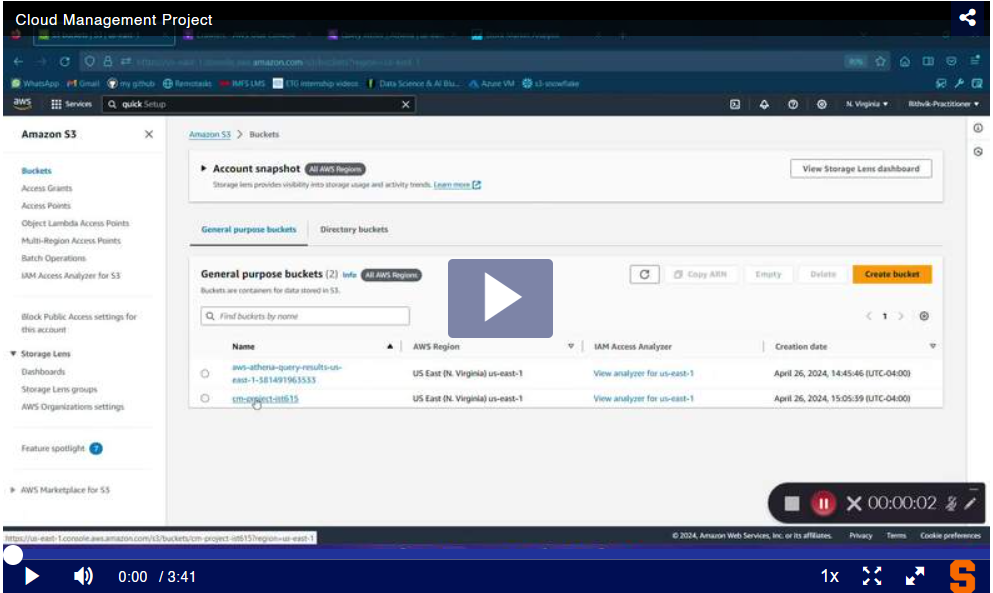 Cloud Management Project
WhatsApp Gmail my github Remotasks IMFS LMS CTG internship videos Data Science & AI Blu... Azure VM s3-snowflake
aws Services quick Setup N. Virginia Rithvik-Practitioner
Amazon S3
Buckets
Access Grants
Access Points
Object Lambda Access Points
Multi-Region Access Points
Batch Operations
IAM Access Analyzer for S3
Block Public Access settings for
this account
Storage Lens
Dashboards
Storage Lens groups
AWS Organizations settings
Feature spotlight 7
AWS Marketplace for S3
Amazon S3 > Buckets
Account snapshot All AWS Regions
View Storage Lens dashboard
Storage lens provides visibility into storage usage and activity trends. Learn more
General purpose buckets Directory buckets
General purpose buckets (2) Info All AWS Regions
Copy ARN Empty Delete Create bucket
Buckets are containers for data stored in S3.
Find buckets by name
1
Name AWS Region IAM Access Analyzer Creation date
aws-athena-query-results-us-
east-1-381491963533 US East (N. Virginia) us-east-1 View analyzer for us-east-1 April 26, 2024, 14:45:46 (UTC-04:00)
cm-project-ist615 US East (N. Virginia) us-east-1 View analyzer for us-east-1 April 26, 2024, 15:05:39 (UTC-04:00)
00:00:02
https://us-east-1.console.aws.amazon.com/s3/buckets/cm-project-ist615?region=us-east-1
© 2024, Amazon Web Services, Inc. or its affiliates. Privacy Terms Cookie preferences
0:00 / 3:41 1x S